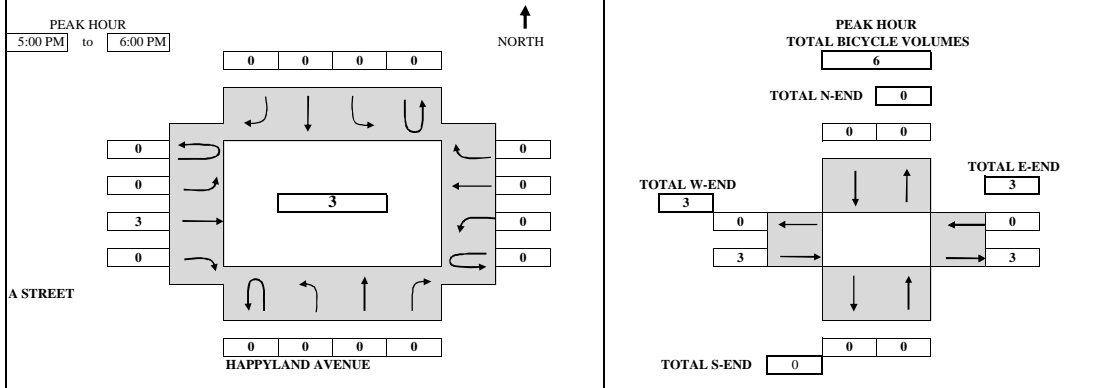 PEAK HOUR
5:00 PM to 6:00 PM
NORTH
0 0 0 0
0 0
0 0
3
3 0
0 0
A STREET
0 0 0 0
HAPPYLAND AVENUE
PEAK HOUR
TOTAL BICYCLE VOLUMES
6
TOTAL N-END 0
0 0
TOTAL E-END
3
TOTAL W-END
3
0 0
3 3
0 0
TOTAL S-END 0